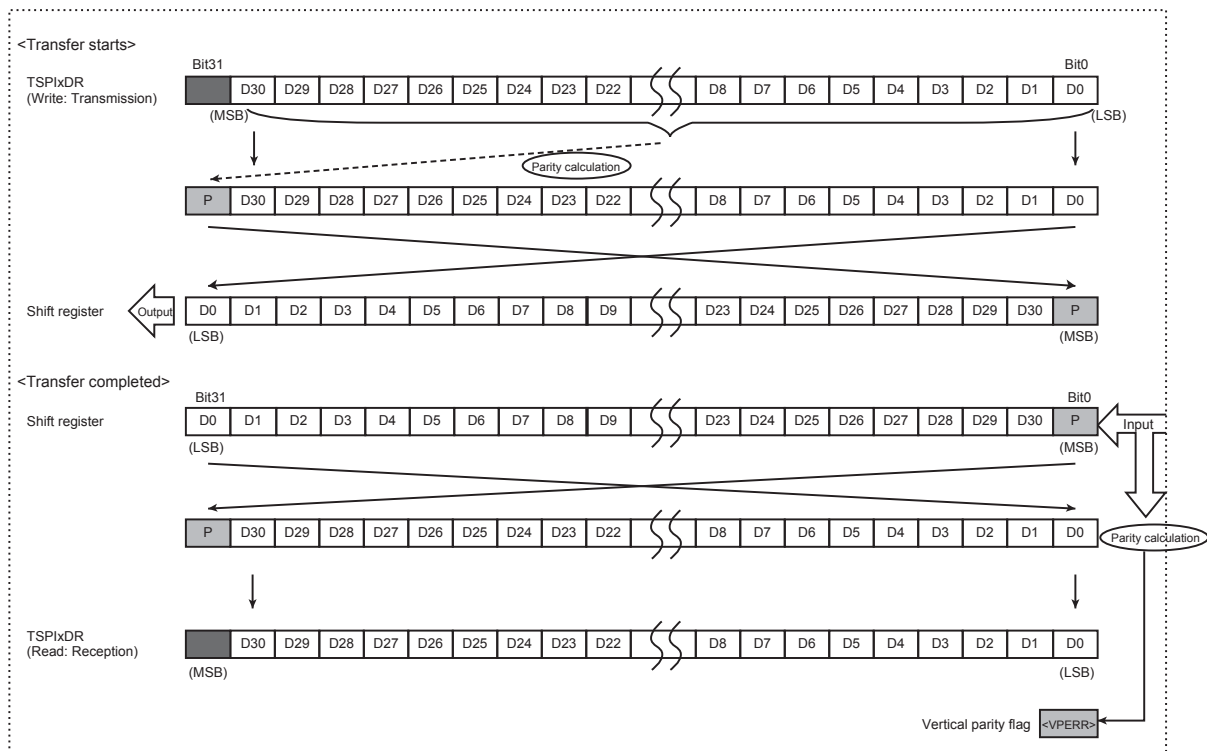 <Transfer starts>
Bit31 Bit0
TSPIxDR
(Write: Transmission)
D30 D29 D28 D27 D26 D25 D24 D23 D22 D8 D7 D6 D5 D4 D3 D2 D1 D0
(MSB) (LSB)
Parity calculation
P D30 D29 D28 D27 D26 D25 D24 D23 D22 D8 D7 D6 D5 D4 D3 D2 D1 D0
Shift register Output D0 D1 D2 D3 D4 D5 D6 D7 D8 D9 D23 D24 D25 D26 D27 D28 D29 D30 P
(LSB) (MSB)
<Transfer completed>
Bit31 Bit0
Shift register D0 D1 D2 D3 D4 D5 D6 D7 D8 D9 D23 D24 D25 D26 D27 D28 D29 D30 P Input
(LSB) (MSB)
P D30 D29 D28 D27 D26 D25 D24 D23 D22 D8 D7 D6 D5 D4 D3 D2 D1 D0 Parity calculation
TSPIxDR
(Read: Reception)
D30 D29 D28 D27 D26 D25 D24 D23 D22 D8 D7 D6 D5 D4 D3 D2 D1 D0
(MSB) (LSB)
Vertical parity flag <VPERR>